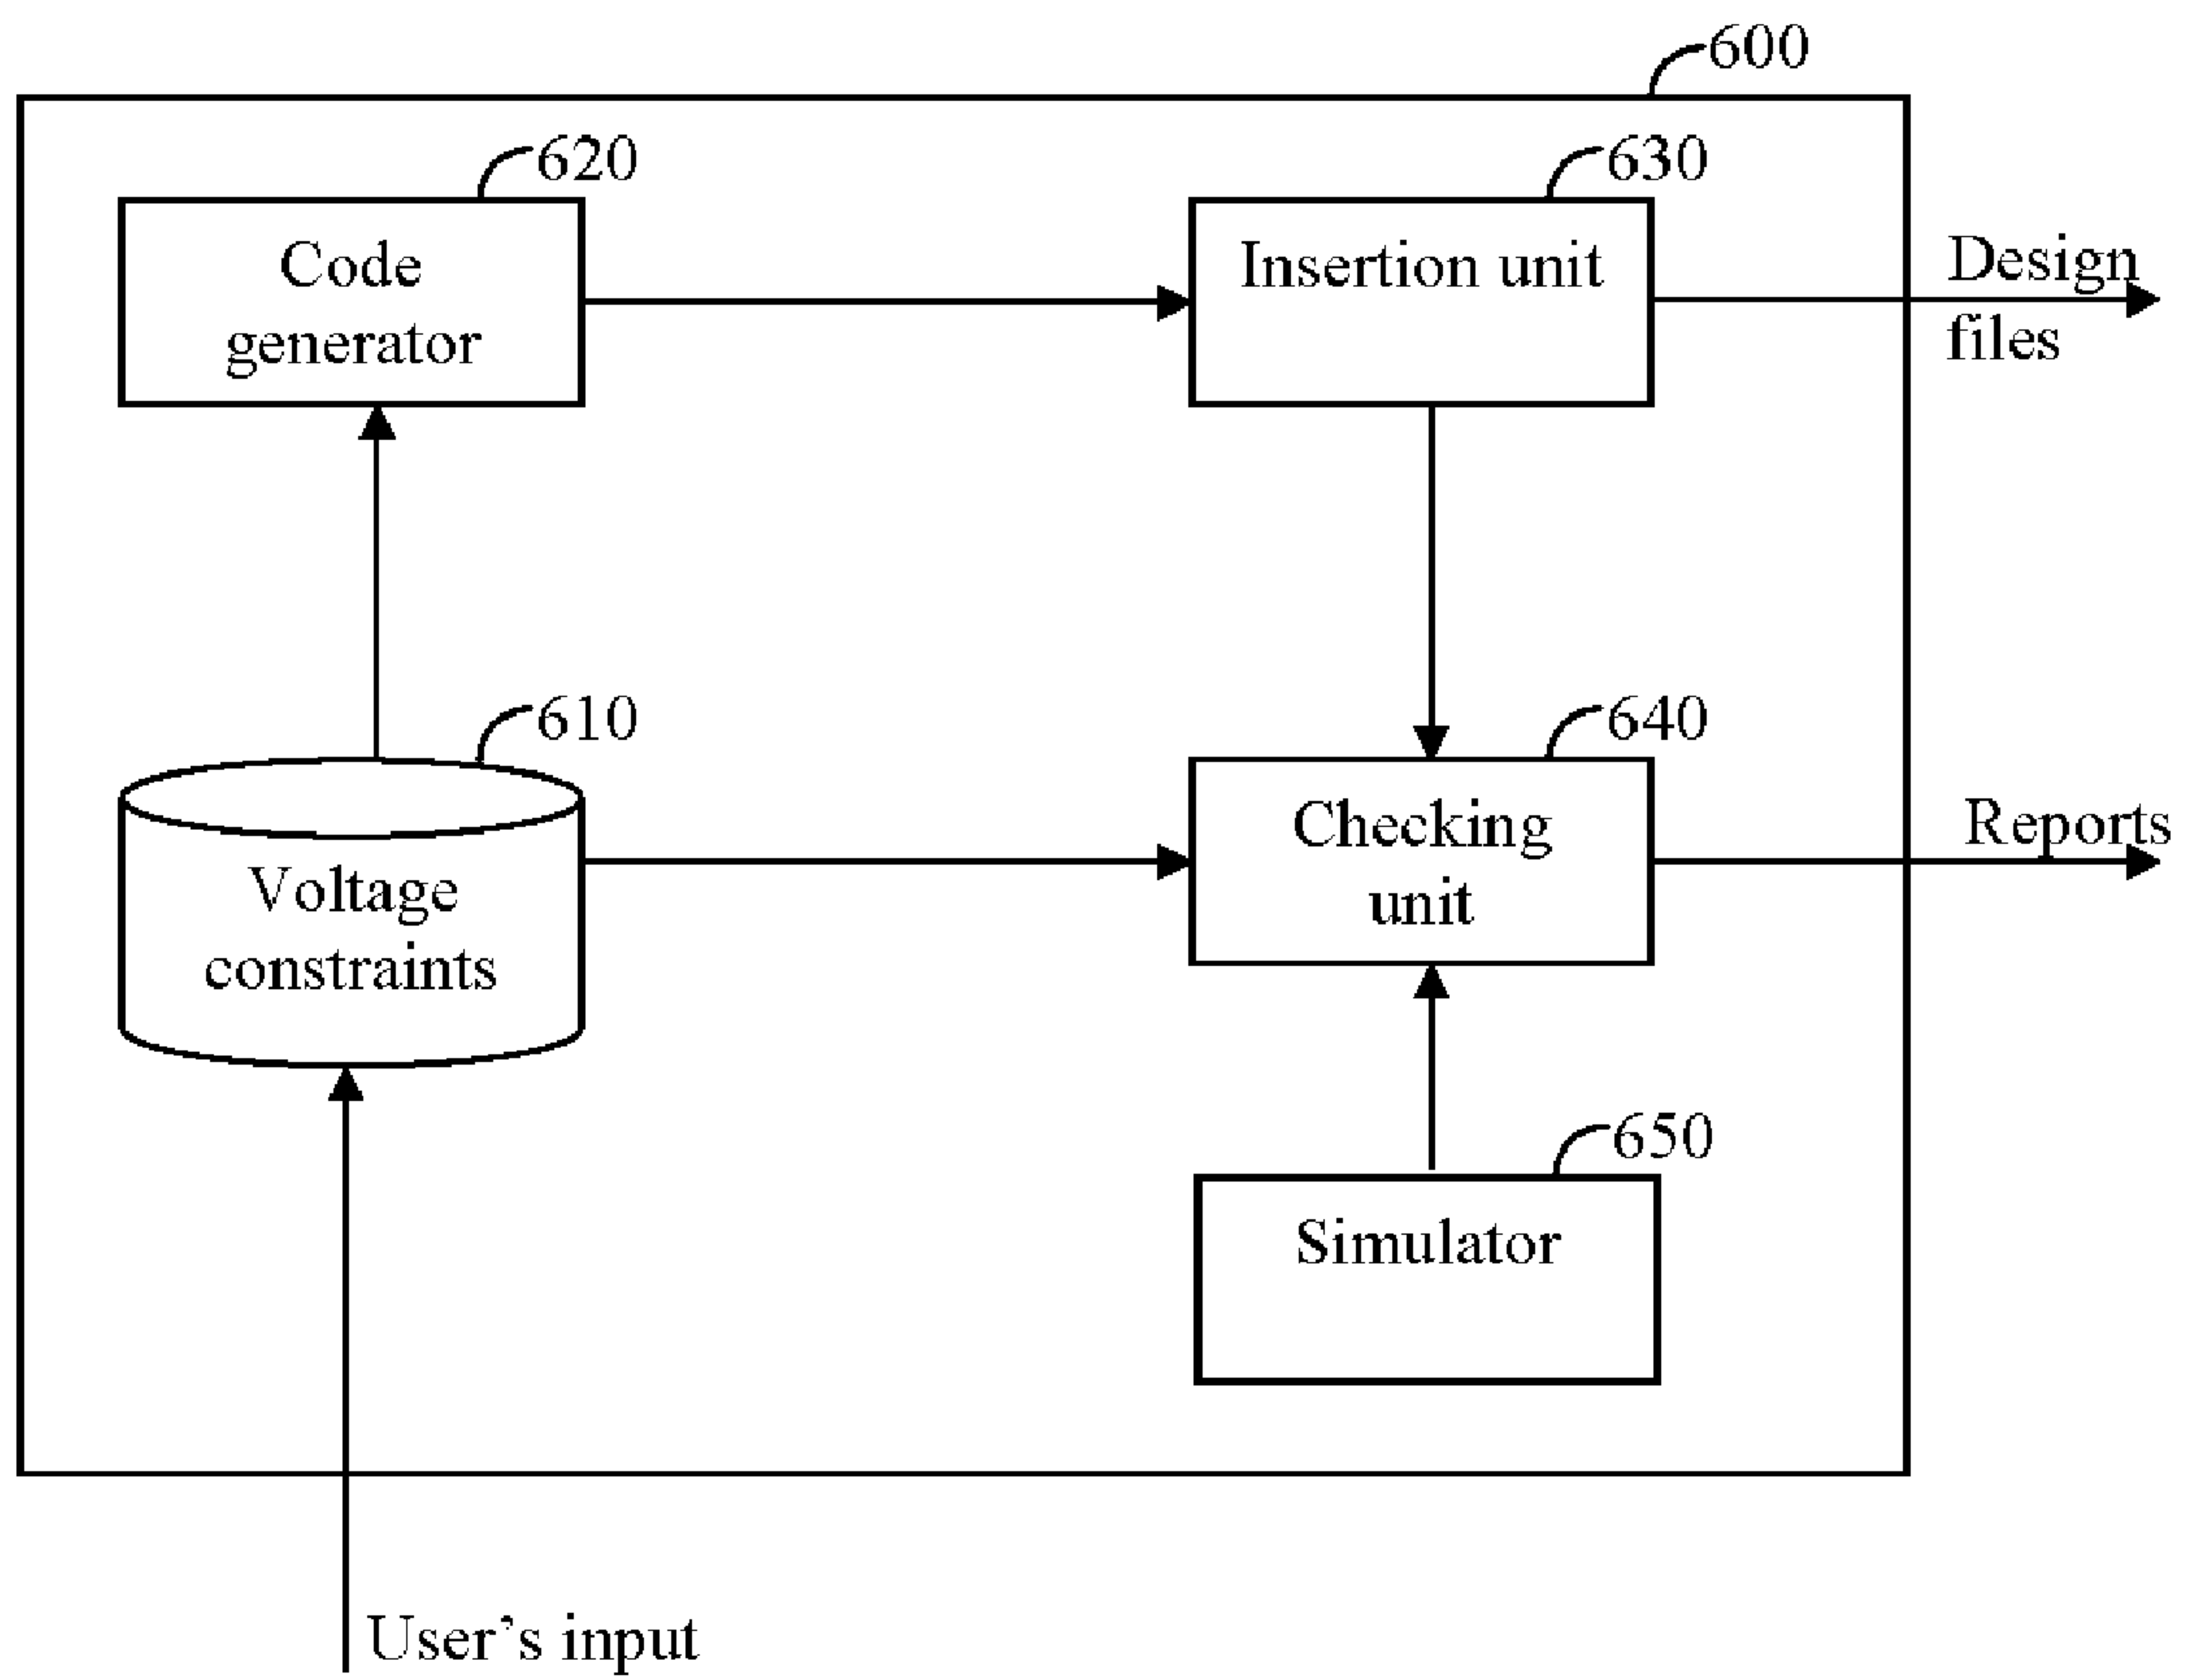 600
620
630
Code
generator
Insertion unit
Design
files
610
640
Voltage
constraints
Checking
unit
Reports
650
Simulator
User's input